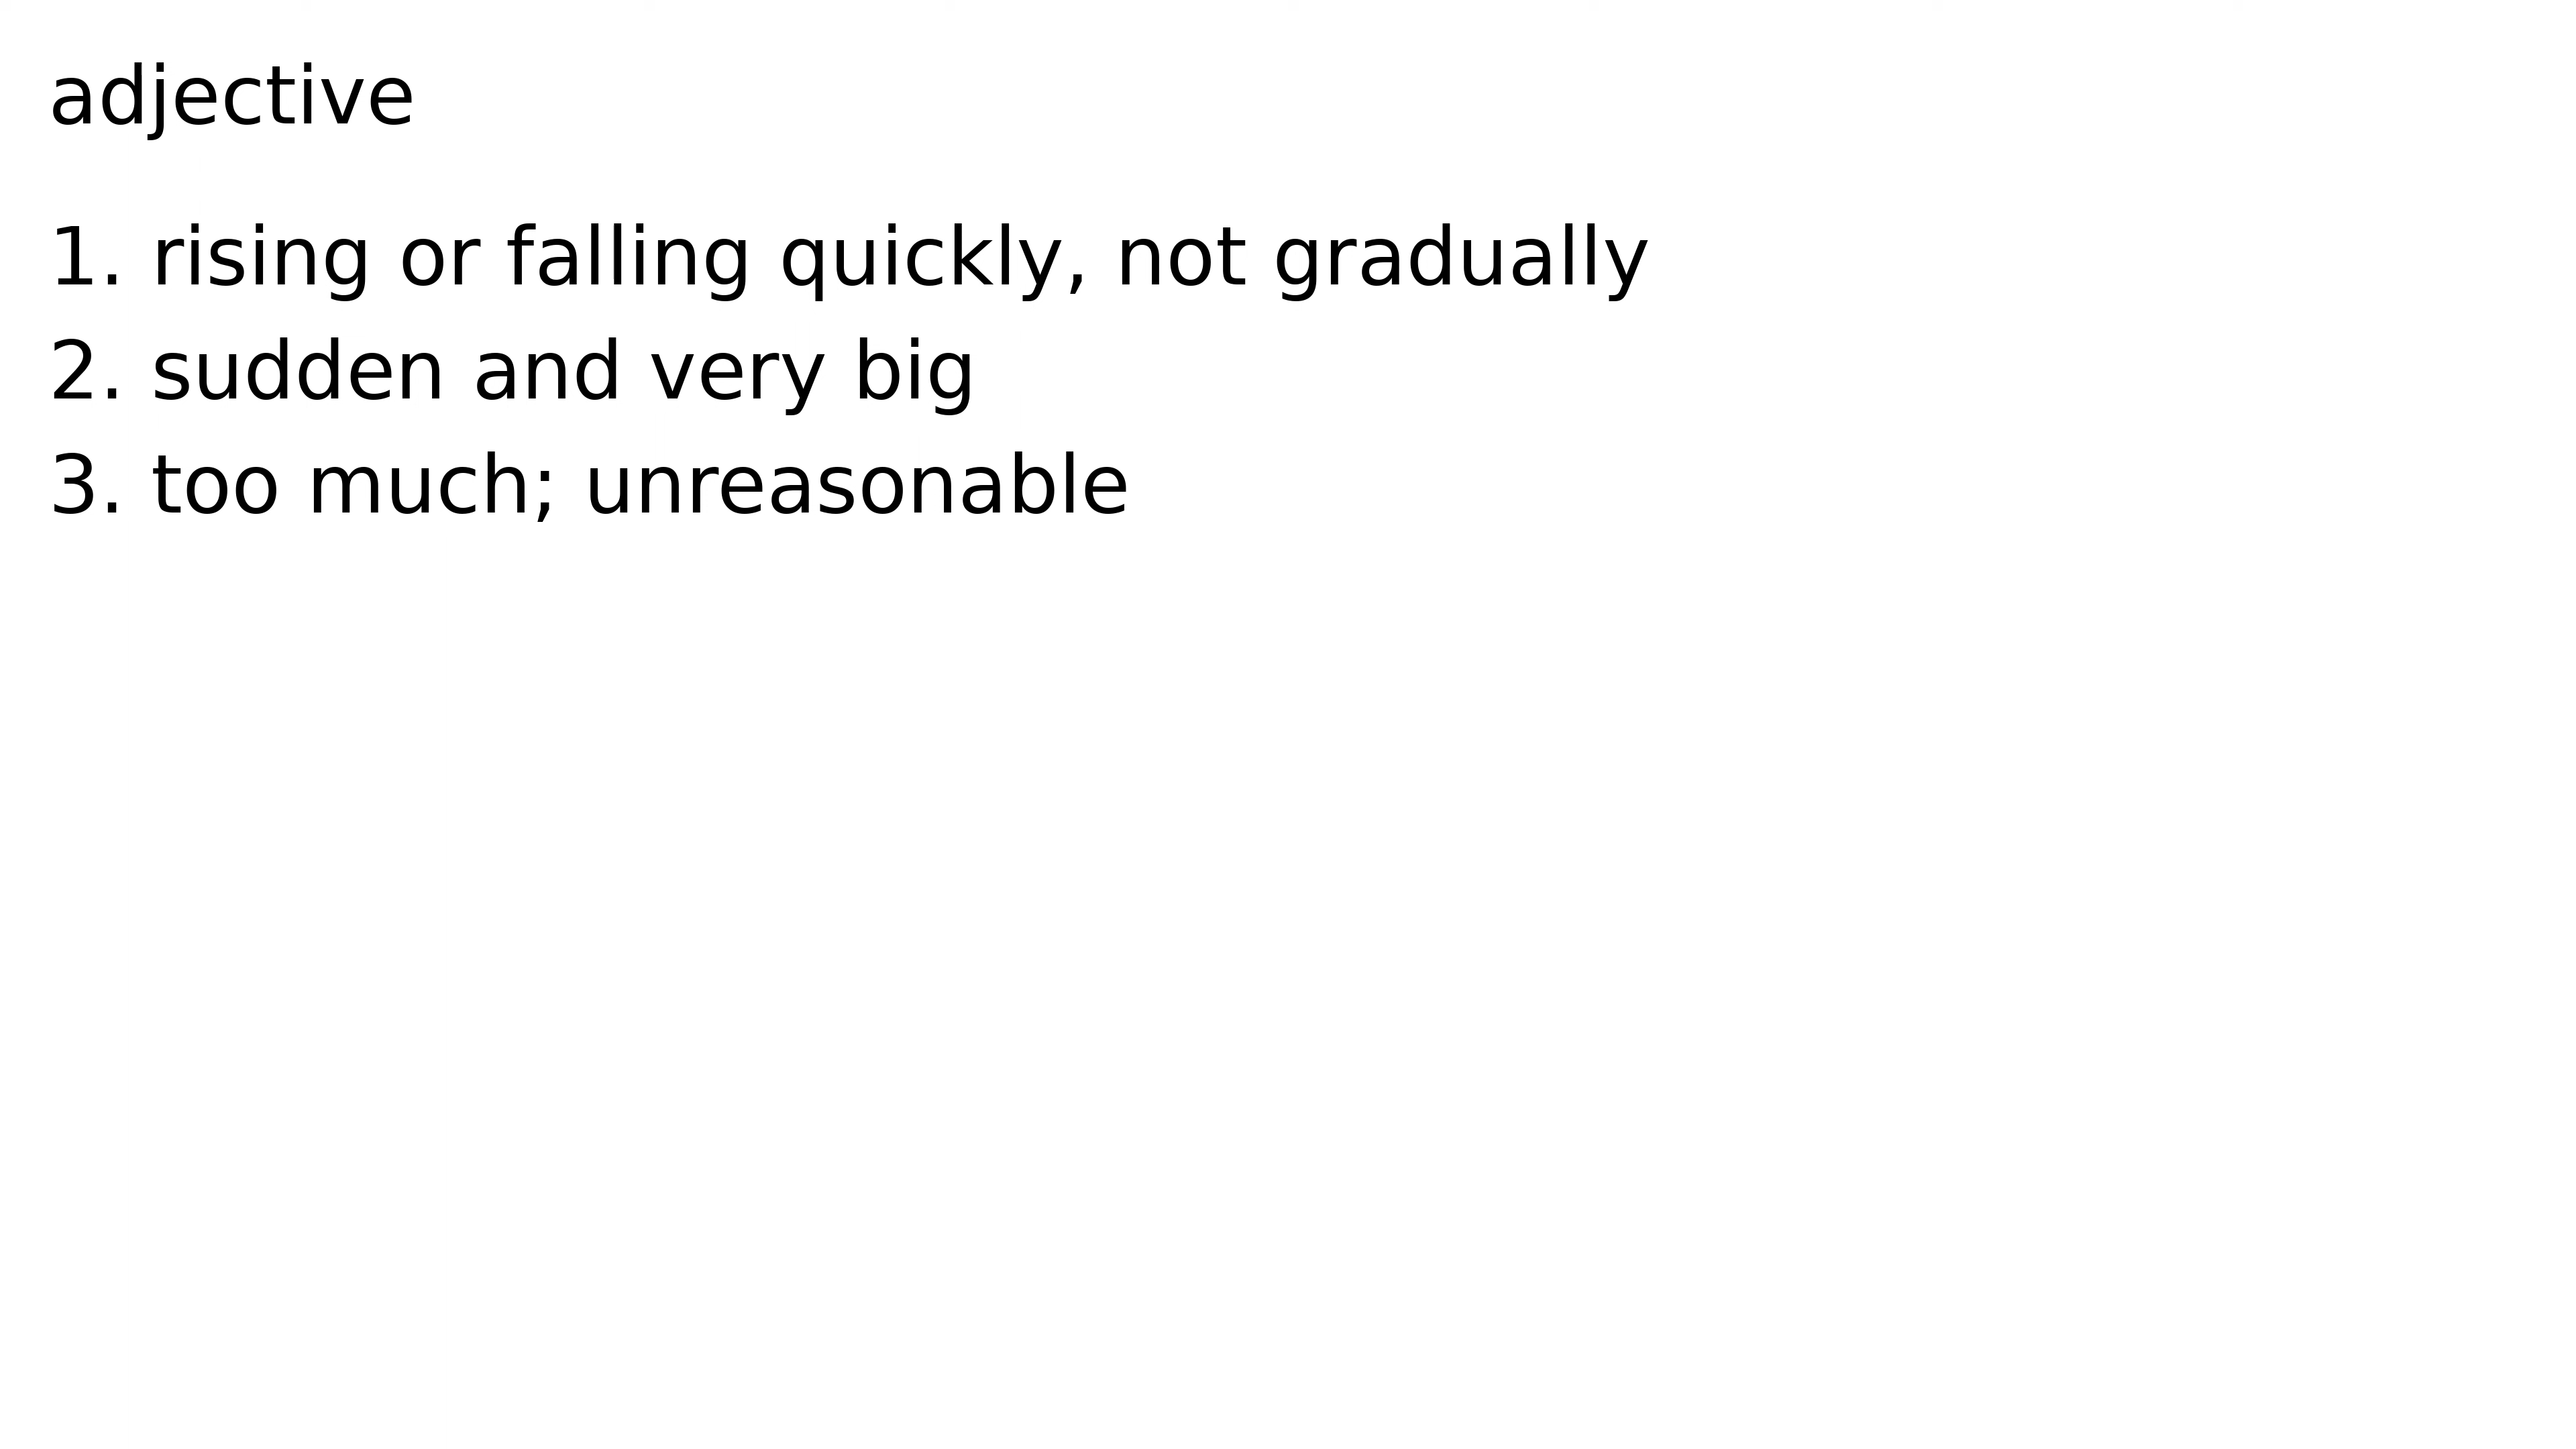 adjective
1. rising or falling quickly, not gradually
2. sudden and very big
3. too much; unreasonable